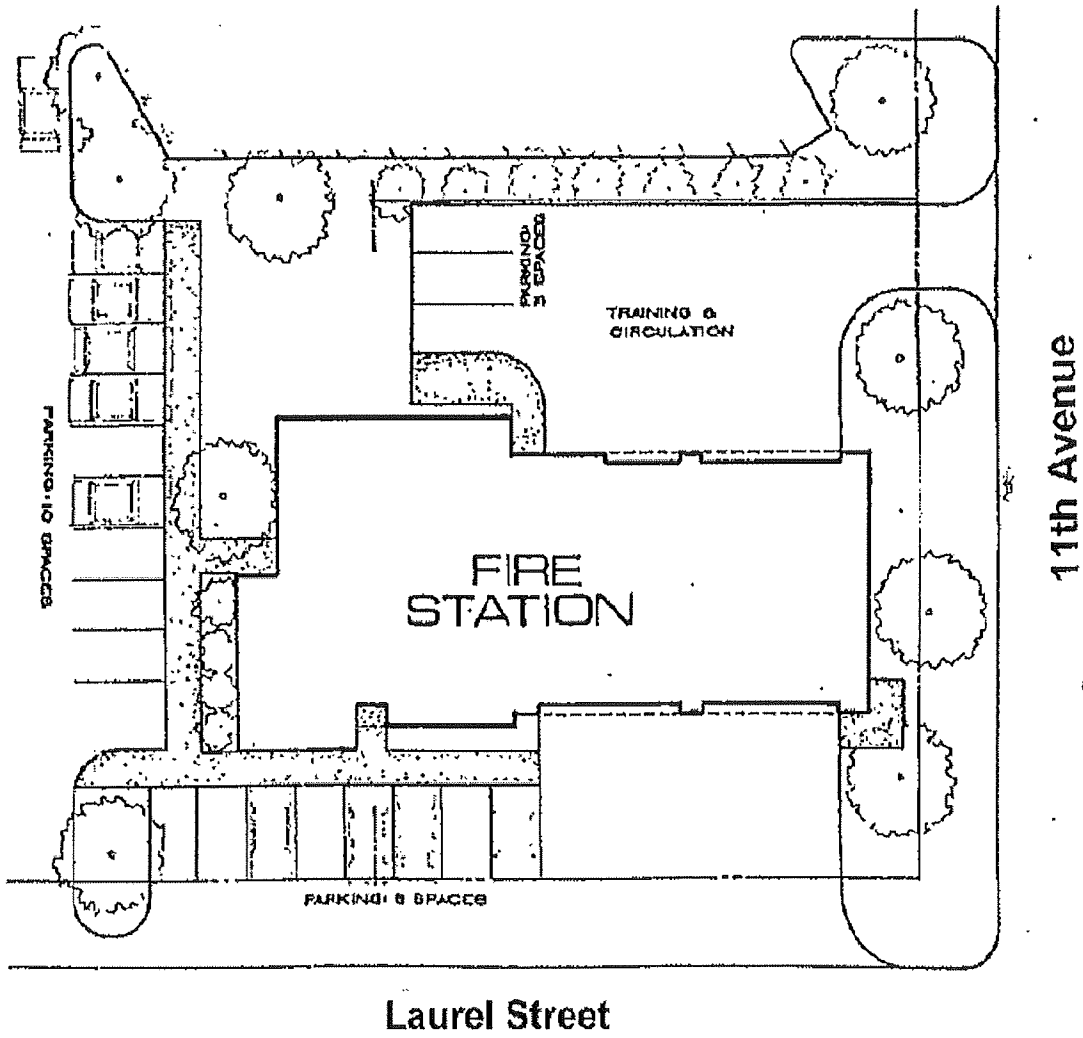 PARKING:
3 SPACES
TRAINING &
CIRCULATION
11th Avenue
PARKING: 10 SPACES
FIRE
STATION
PARKING: 8 SPACES
Laurel Street